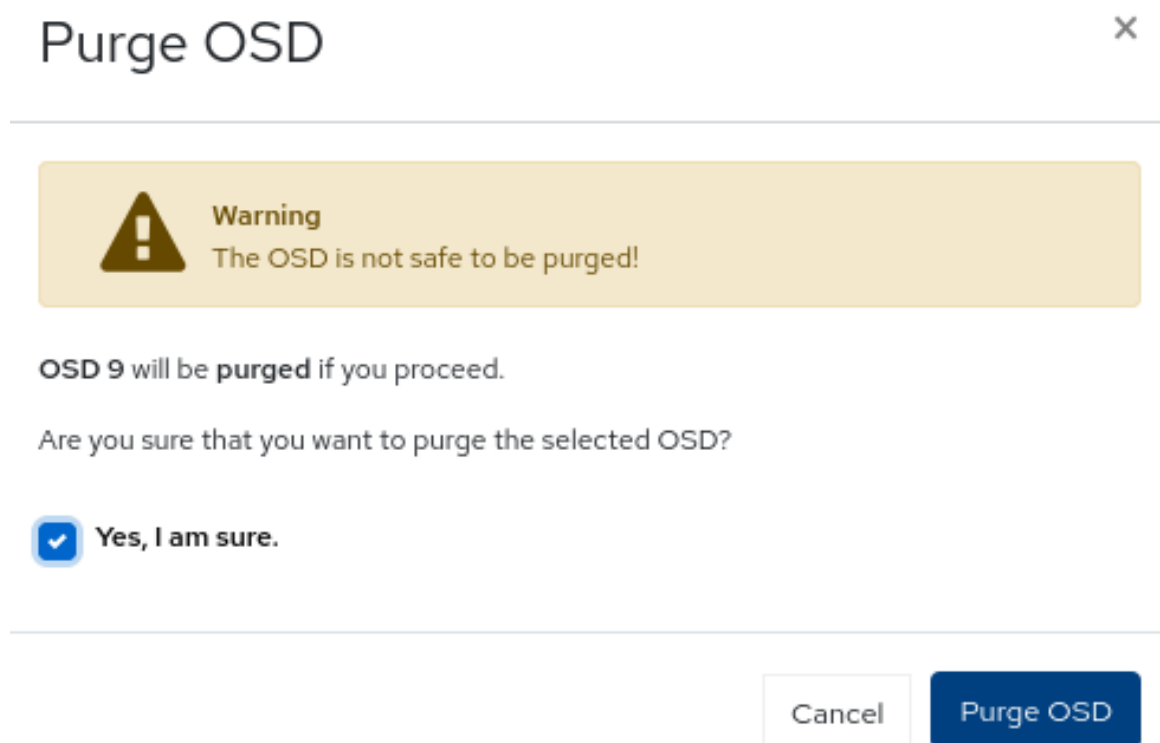 Purge OSD
×
Warning
The OSD is not safe to be purged!
OSD 9 will be purged if you proceed.
Are you sure that you want to purge the selected OSD?
Yes, I am sure.
Cancel
Purge OSD